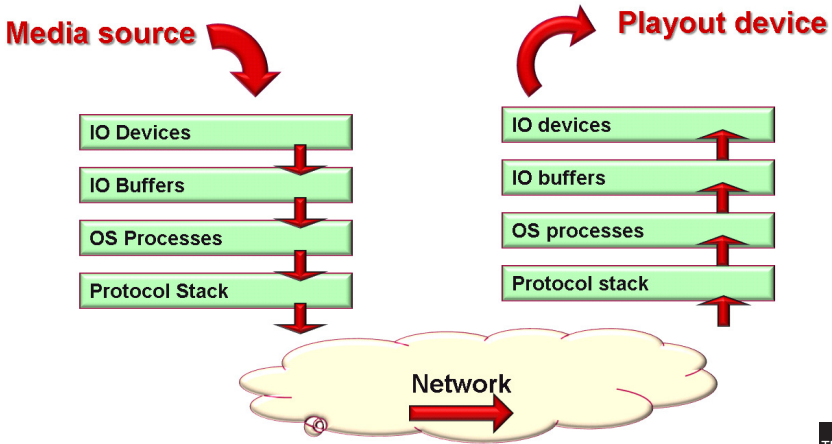 Media source
Playout device
IO Devices
IO Buffers
OS Processes
Protocol Stack
IO devices
IO buffers
OS processes
Protocol stack
Network